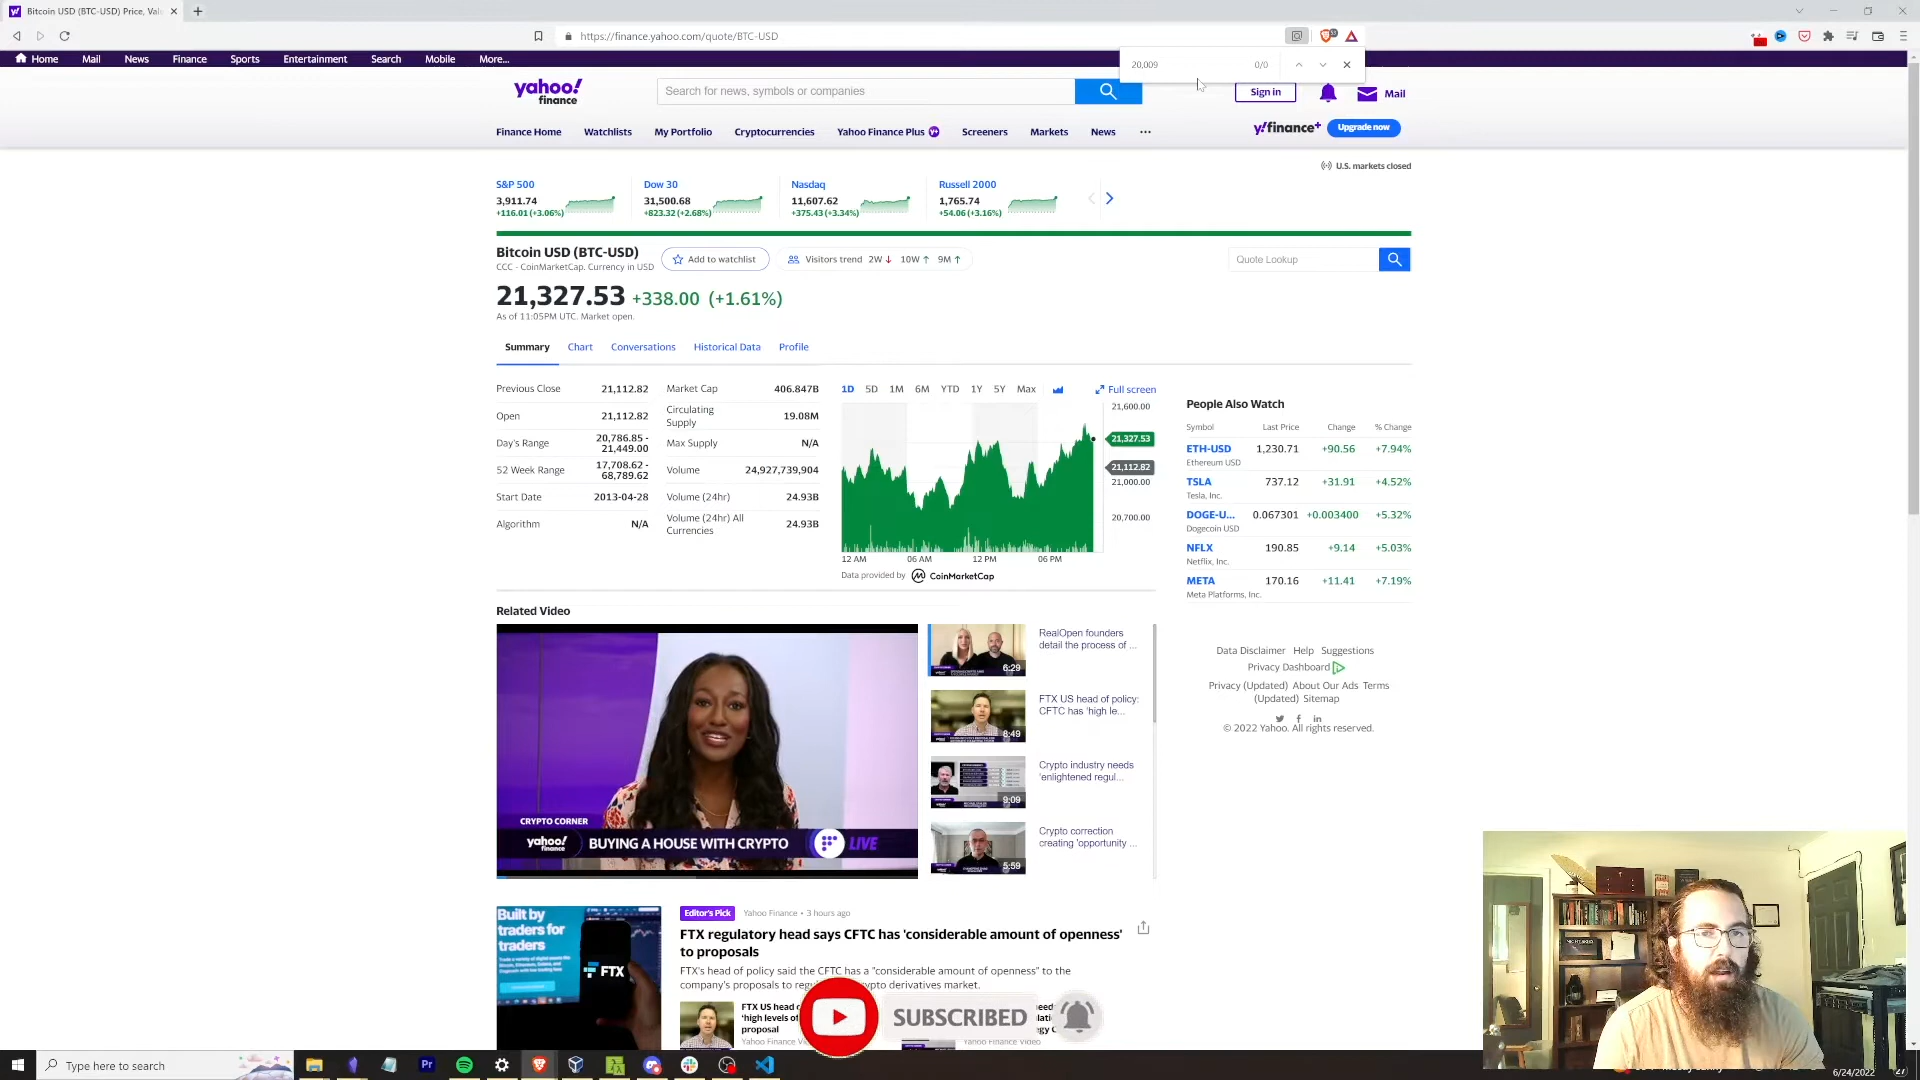 Bitcoin USD (BTC-USD) Price, Val
https://finance.yahoo.com/quote/BTC-USD
Home Mail News Finance Sports Entertainment Search Mobile More...
20,009 0/0
yahoo!
finance
Search for news, symbols or companies
Sign in
Mail
Finance Home Watchlists My Portfolio Cryptocurrencies Yahoo Finance Plus Screeners Markets News ...
y!finance+ Upgrade now
U.S. markets closed
S&P 500
3,911.74
+116.01 (+3.06%)
Dow 30
31,500.68
+823.32 (+2.68%)
Nasdaq
11,607.62
+375.43 (+3.34%)
Russell 2000
1,765.74
+54.06 (+3.16%)
Bitcoin USD (BTC-USD)
CCC - CoinMarketCap. Currency in USD
Add to watchlist
Visitors trend 2W ↓ 10W ↑ 9M ↑
Quote Lookup
21,327.53 +338.00 (+1.61%)
As of 11:05PM UTC. Market open.
Summary Chart Conversations Historical Data Profile
Previous Close 21,112.82
Open 21,112.82
Day's Range 20,786.85 -
21,449.00
52 Week Range 17,708.62 -
68,789.62
Start Date 2013-04-28
Algorithm N/A
Market Cap 406.847B
Circulating
Supply 19.08M
Max Supply N/A
Volume 24,927,739,904
Volume (24hr) 24.93B
Volume (24hr) All
Currencies 24.93B
1D 5D 1M 6M YTD 1Y 5Y Max
Full screen
21,600.00
21,327.53
21,112.82
21,000.00
20,700.00
12 AM 06 AM 12 PM 06 PM
Data provided by CoinMarketCap
People Also Watch
Symbol Last Price Change % Change
ETH-USD 1,230.71 +90.56 +7.94%
Ethereum USD
TSLA 737.12 +31.91 +4.52%
Tesla, Inc.
DOGE-U... 0.067301 +0.003400 +5.32%
Dogecoin USD
NFLX 190.85 +9.14 +5.03%
Netflix, Inc.
META 170.16 +11.41 +7.19%
Meta Platforms, Inc.
Data Disclaimer Help Suggestions
Privacy Dashboard
Privacy (Updated) About Our Ads Terms
(Updated) Sitemap
© 2022 Yahoo. All rights reserved.
Related Video
CRYPTO CORNER
yahoo!
finance
BUYING A HOUSE WITH CRYPTO
LIVE
RealOpen founders
detail the process of ...
6:29
FTX US head of policy:
CFTC has 'high le...
8:49
Crypto industry needs
'enlightened regul...
9:09
Crypto correction
creating 'opportunity ...
5:59
Built by
traders for
traders
FTX
Editor's Pick Yahoo Finance • 3 hours ago
FTX regulatory head says CFTC has 'considerable amount of openness'
to proposals
FTX's head of policy said the CFTC has a "considerable amount of openness" to the
company's proposals to
crypto derivatives market.
FTX US head
'high levels of
proposal
Yahoo Finance
Yahoo Finance Video
SUBSCRIBED
Type here to search
Pr
6/24/2022